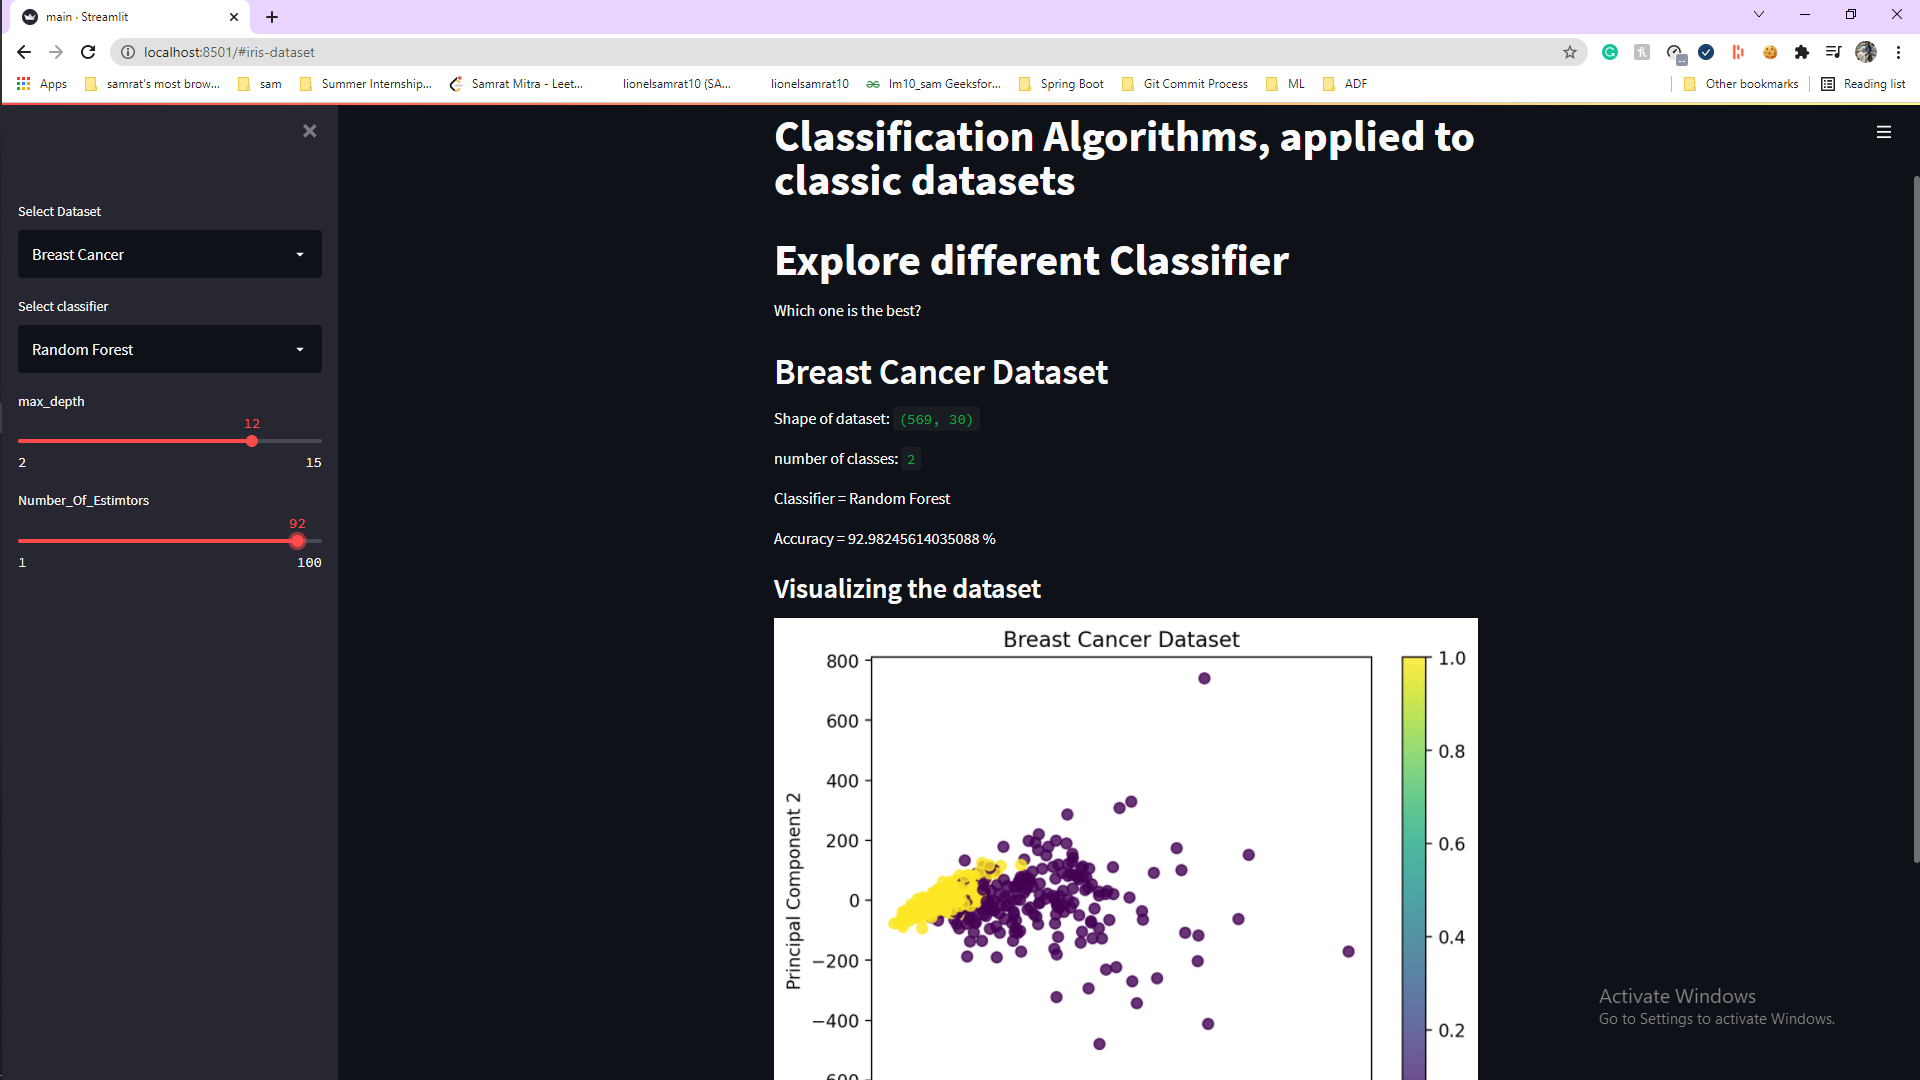 main · Streamlit
localhost:8501/#iris-dataset
Apps
samrat's most brow...
sam
Summer Internship...
Samrat Mitra - Leet...
lionelsamrat10 (SA...
lionelsamrat10
Im10_sam Geeksfor...
Spring Boot
Git Commit Process
ML
ADF
Other bookmarks
Reading list
Select Dataset
Breast Cancer
Select classifier
Random Forest
max_depth
12
2 15
Number_Of_Estimtors
92
1 100
Classification Algorithms, applied to
classic datasets
Explore different Classifier
Which one is the best?
Breast Cancer Dataset
Shape of dataset: (569, 30)
number of classes: 2
Classifier = Random Forest
Accuracy = 92.98245614035088 %
Visualizing the dataset
Breast Cancer Dataset
Principal Component 2
800
600
400
200
0
−200
−400
1.0
0.8
0.6
0.4
0.2
Activate Windows
Go to Settings to activate Windows.